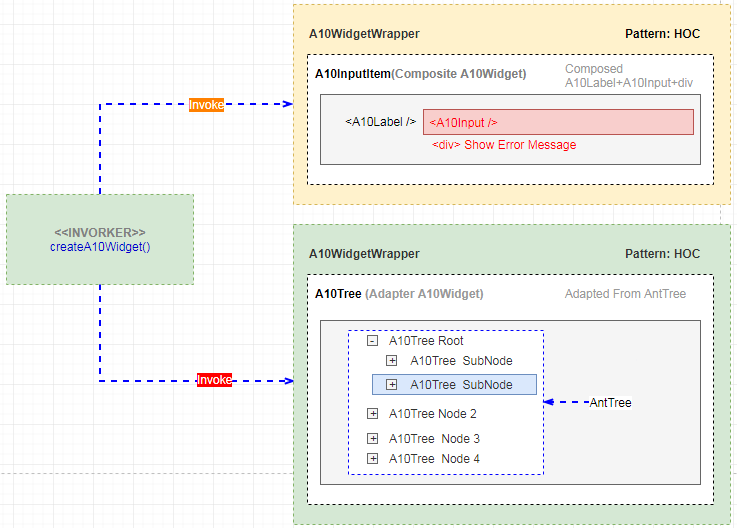 A10WidgetWrapper Pattern: HOC
A10InputItem(Composite A10Widget) Composed
A10Label+A10Input+div
Invoke
<A10Label /> <A10Input />
<div> Show Error Message
<<INVORKER>>
createA10Widget()
A10WidgetWrapper Pattern: HOC
A10Tree (Adapter A10Widget) Adapted From AntTree
A10Tree Root
A10Tree SubNode
Invoke
A10Tree SubNode
AntTree
A10Tree Node 2
A10Tree Node 3
A10Tree Node 4